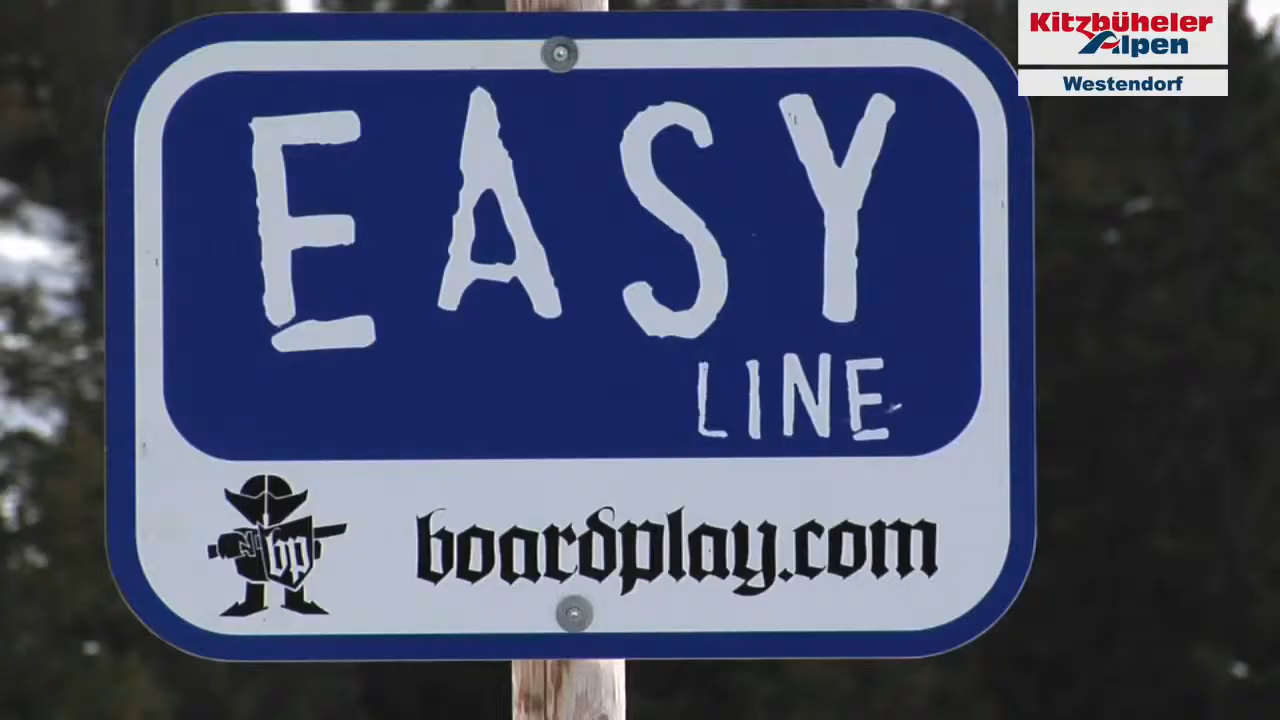 Kitzbüheler
Alpen
Westendorf
EASY
LINE
bp
boardplay.com